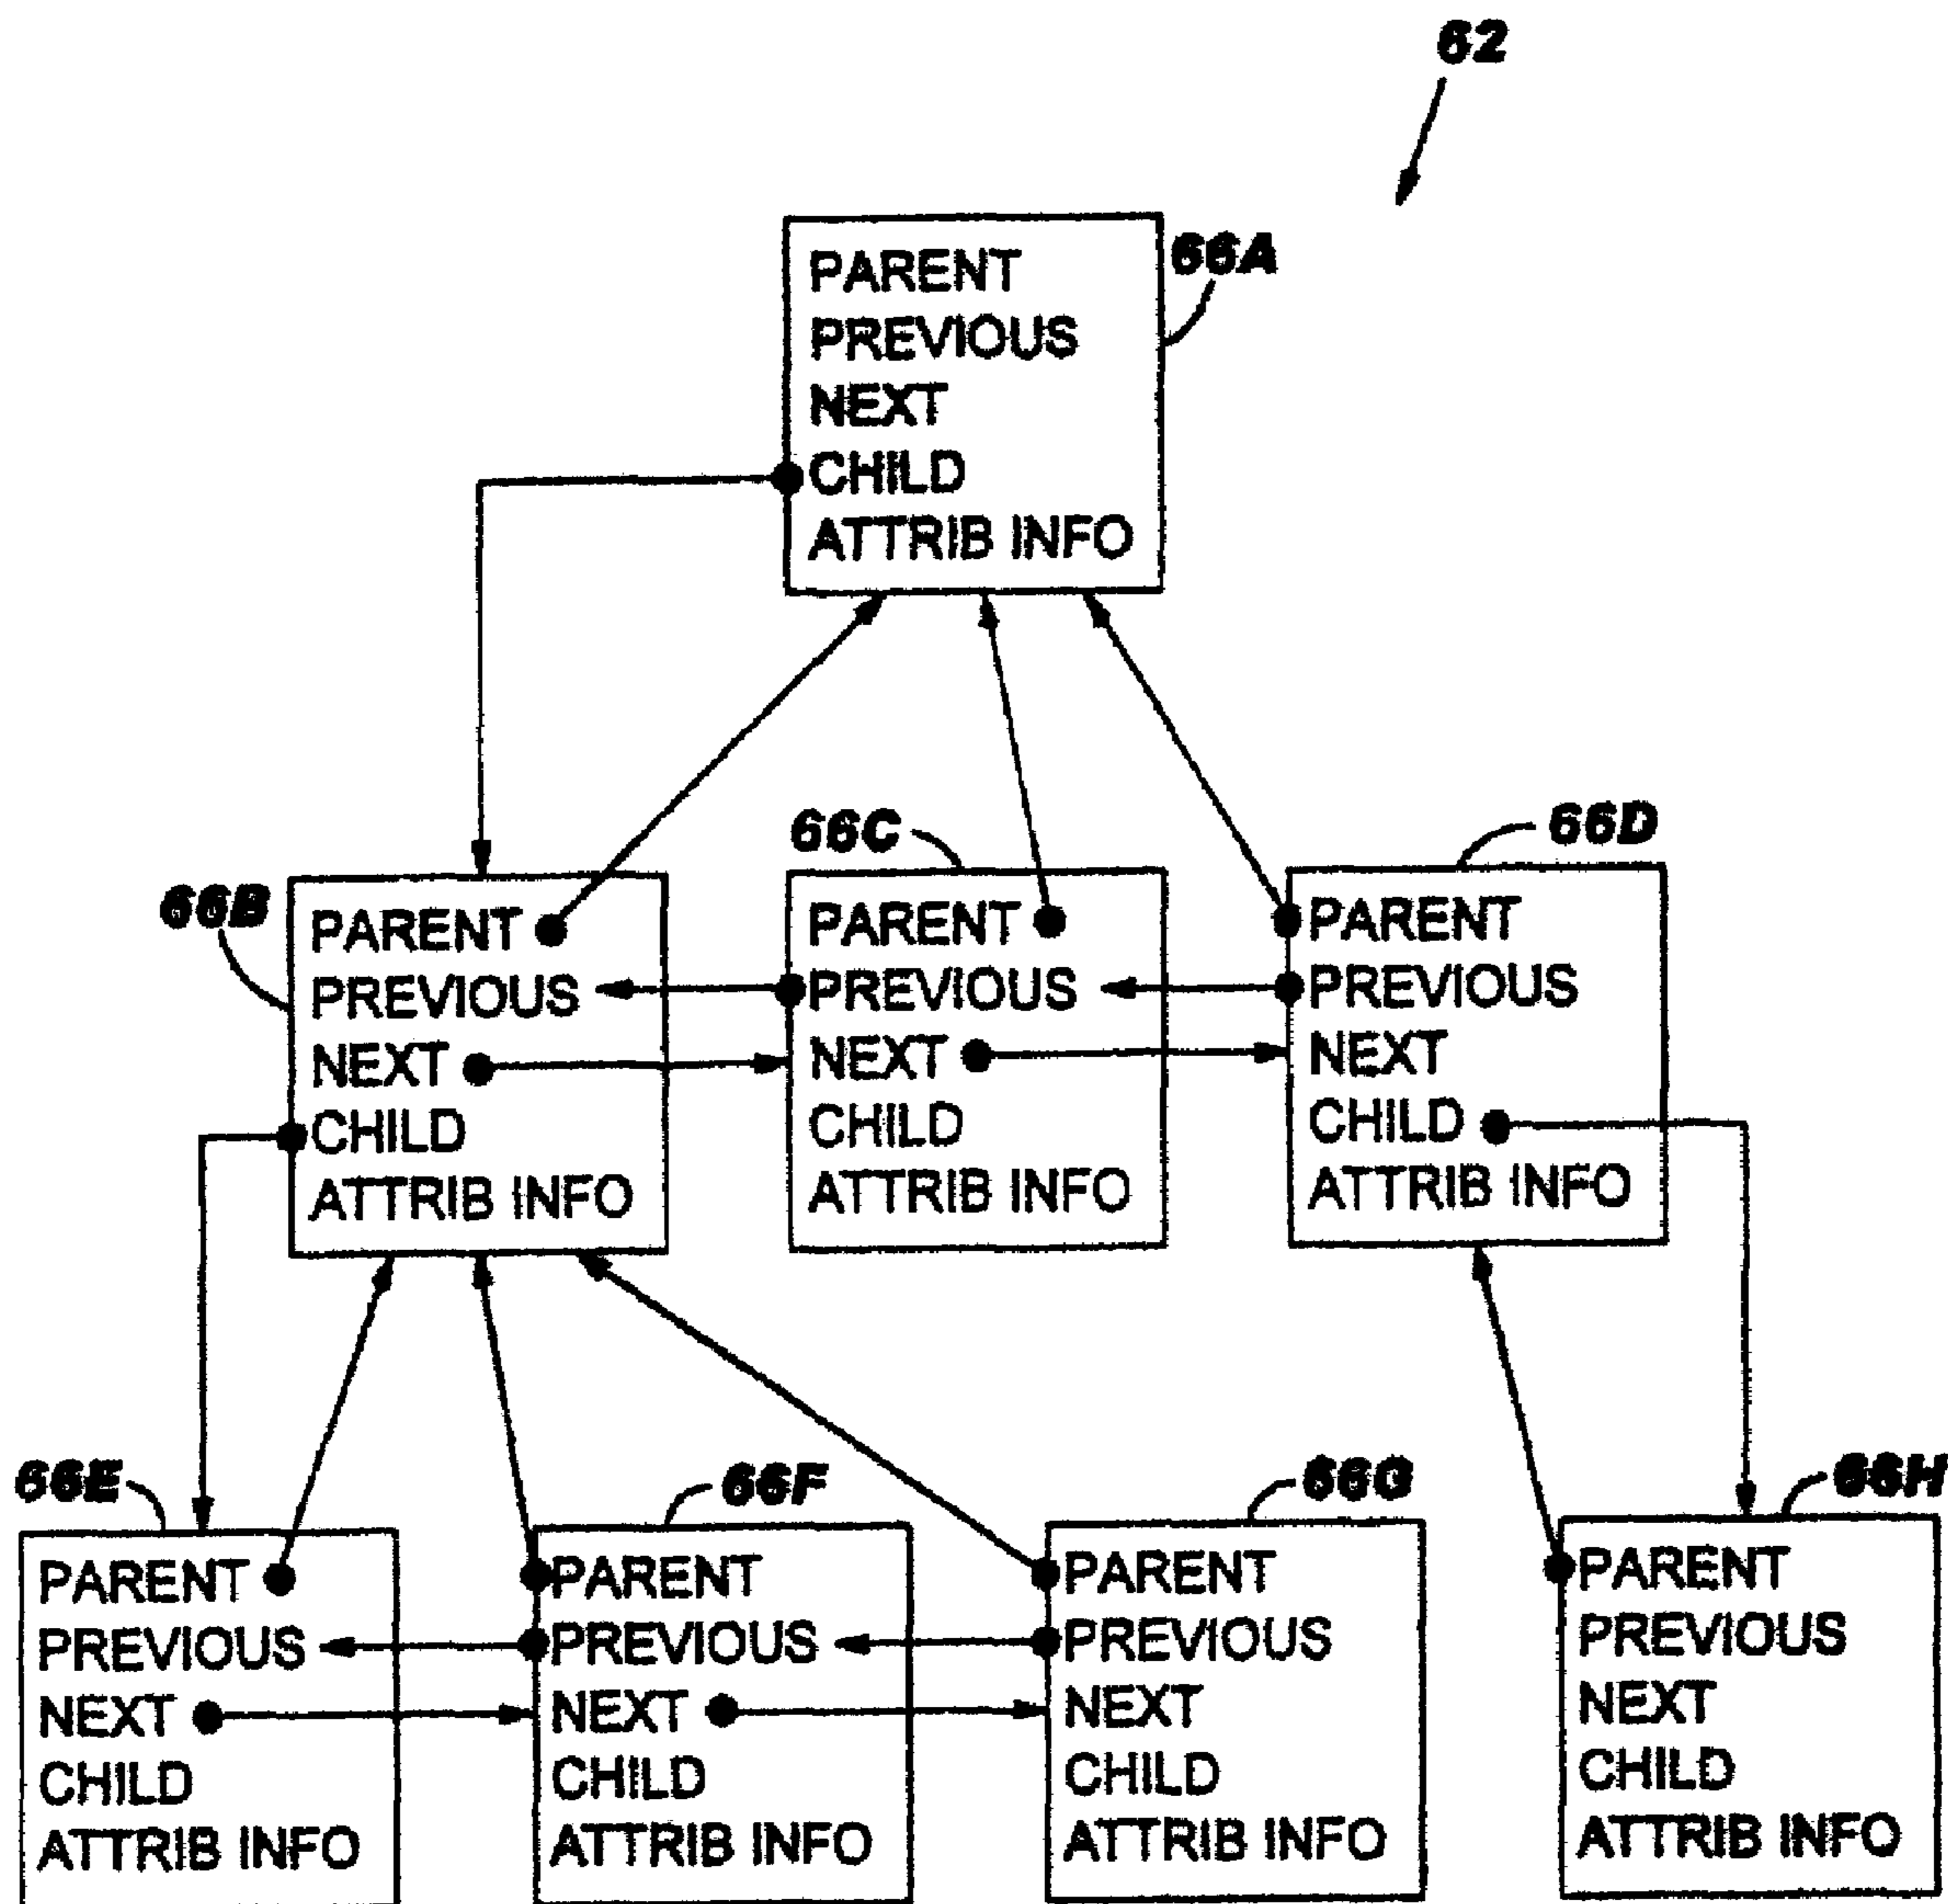 62
66A
PARENT
PREVIOUS
NEXT
CHILD
ATTRIB INFO
66B
PARENT
PREVIOUS
NEXT
CHILD
ATTRIB INFO
66C
PARENT
PREVIOUS
NEXT
CHILD
ATTRIB INFO
66D
PARENT
PREVIOUS
NEXT
CHILD
ATTRIB INFO
66E
PARENT
PREVIOUS
NEXT
CHILD
ATTRIB INFO
66F
PARENT
PREVIOUS
NEXT
CHILD
ATTRIB INFO
66G
PARENT
PREVIOUS
NEXT
CHILD
ATTRIB INFO
66H
PARENT
PREVIOUS
NEXT
CHILD
ATTRIB INFO